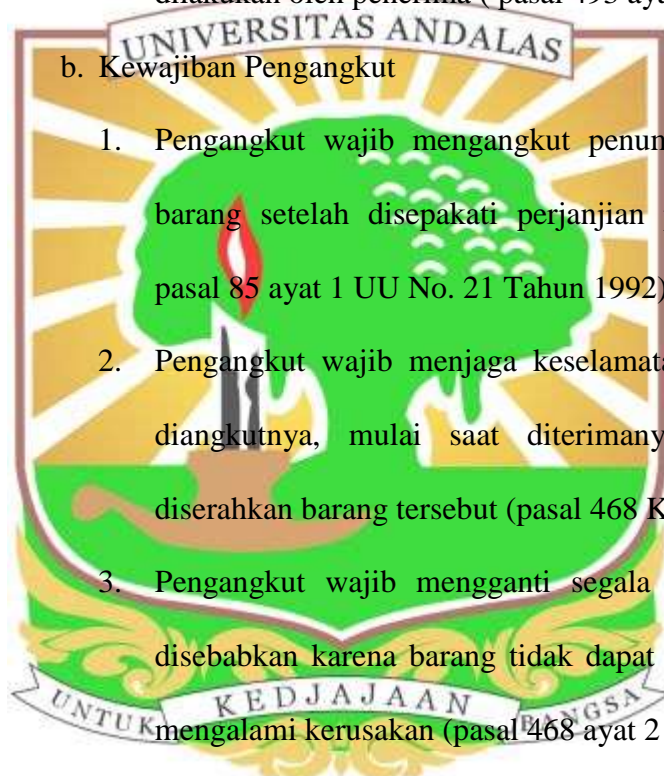 dilakukan oleh penerima ( pasal 493 aya
UNIVERSITAS ANDALAS
b. Kewajiban Pengangkut
1. Pengangkut wajib mengangkut penun
barang setelah disepakati perjanjian
pasal 85 ayat 1 UU No. 21 Tahun 1992)
2. Pengangkut wajib menjaga keselamata
diangkutnya, mulai saat diterimany
diserahkan barang tersebut (pasal 468 K
3. Pengangkut wajib mengganti segala
disebabkan karena barang tidak dapat
mengalami kerusakan (pasal 468 ayat 2
UNTUK KEDJAJAAN BANGSA